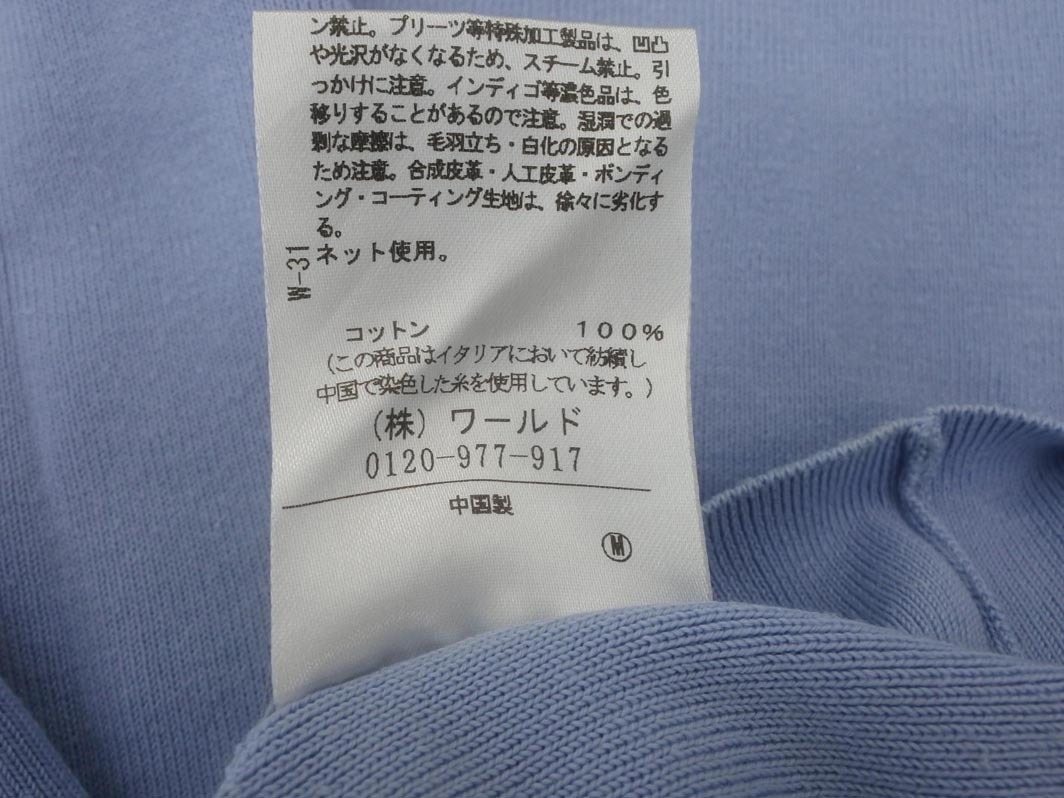 ン禁止。プリーツ等特殊加工製品は、凹凸
や光沢がなくなるため、スチーム禁止。引
っかけに注意。インディゴ等濃色品は、色
移りすることがあるので注意。湿潤での過
剰な摩擦は、毛羽立ち・白化の原因となる
ため注意。合成皮革・人工皮革・ボンディ
ング・コーティング生地は、徐々に劣化す
る。
ネット使用。
W-31
コットン 100%
(この商品はイタリアにおいて紡績し
中国で染色した糸を使用しています。)
(株)ワールド
0120-977-917
中国製
M